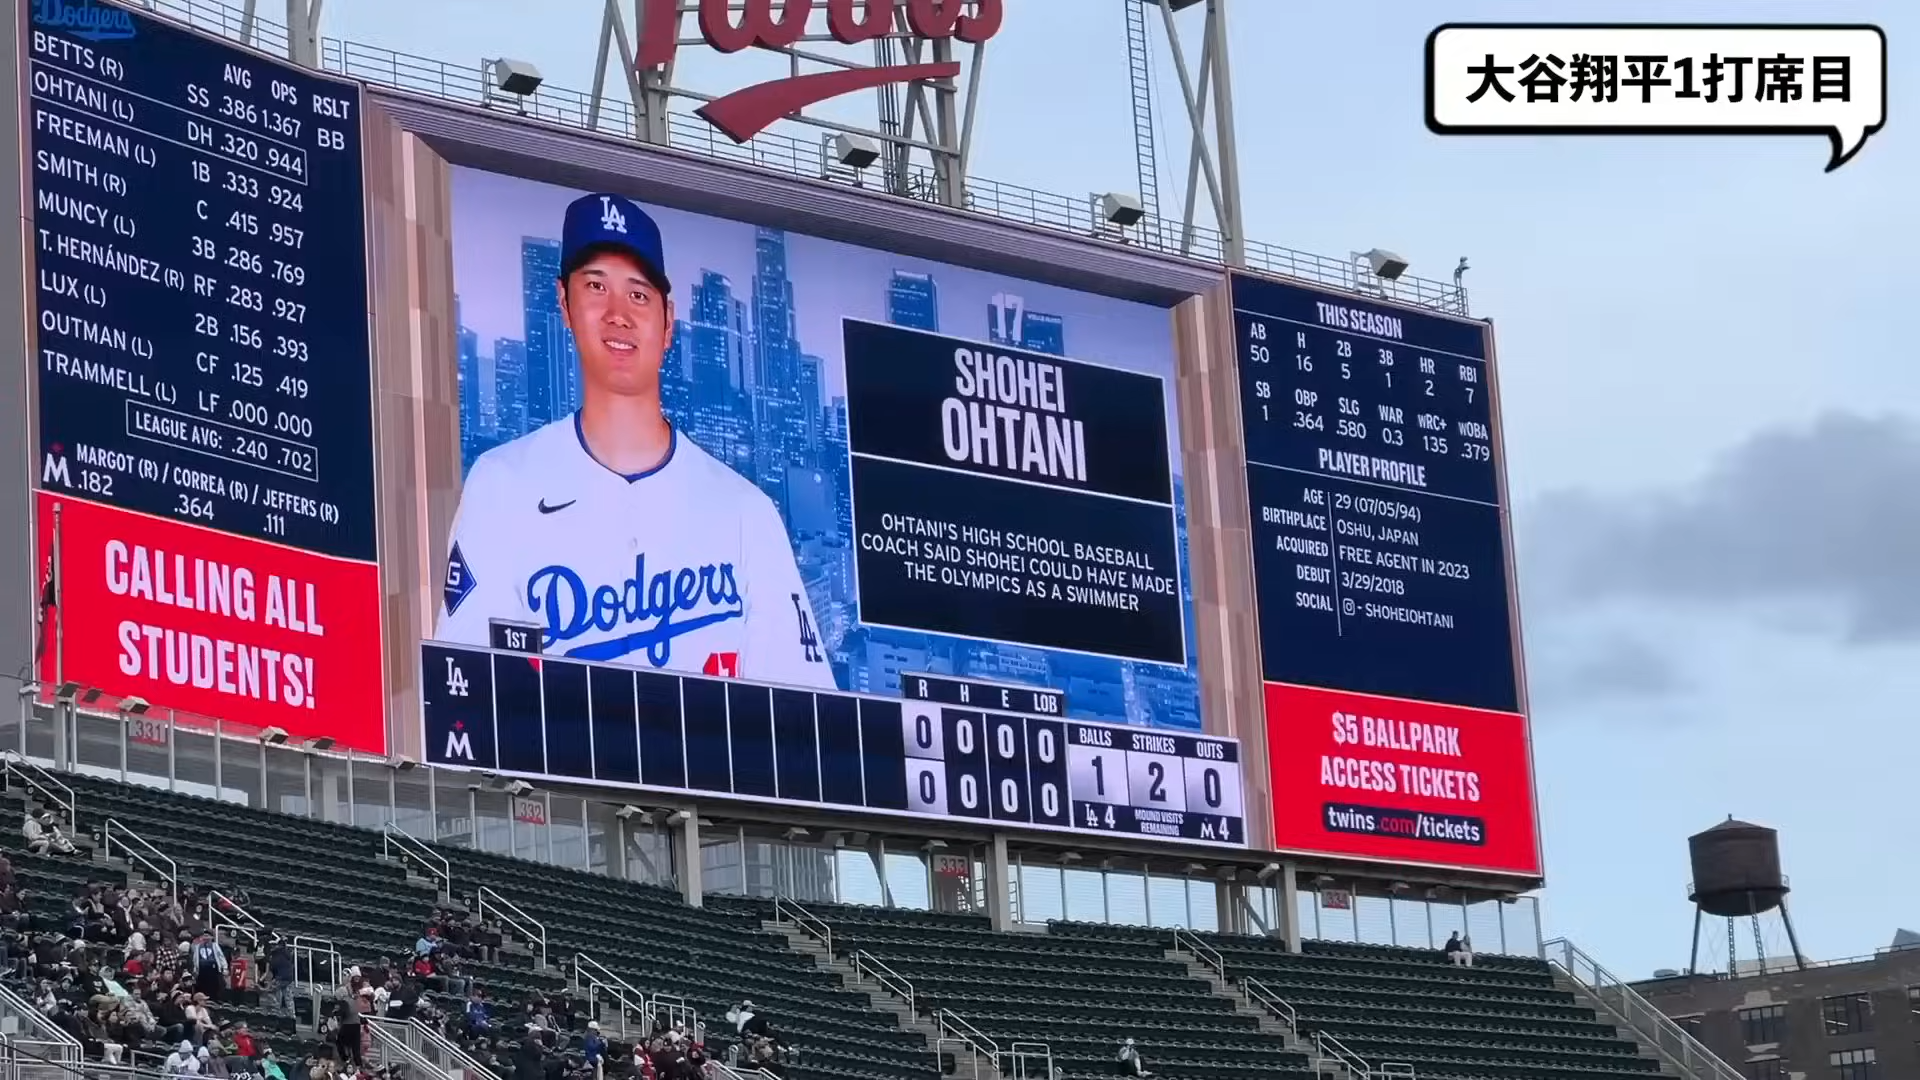 Twins
大谷翔平1打席目
Dodgers
AVG OPS RSLT
BETTS (R) SS .386 1.367 BB
OHTANI (L) DH .320 .944
FREEMAN (L) 1B .333 .924
SMITH (R) C .415 .957
MUNCY (L) 3B .286 .769
T. HERNÁNDEZ (R) RF .283 .927
LUX (L) 2B .156 .393
OUTMAN (L) CF .125 .419
TRAMMELL (L) LF .000 .000
LEAGUE AVG: .240 .702
M MARGOT (R) / CORREA (R) / JEFFERS (R)
.182 .364 .111
CALLING ALL
STUDENTS!
LA
17
SHOHEI
OHTANI
OHTANI'S HIGH SCHOOL BASEBALL
COACH SAID SHOHEI COULD HAVE MADE
THE OLYMPICS AS A SWIMMER
G
Dodgers
LA
17
1ST
R H E LOB
LA 0 0 0 0
M 0 0 0 0
BALLS STRIKES OUTS
1 2 0
LA 4 MOUND VISITS REMAINING M 4
THIS SEASON
AB H 2B 3B HR RBI
50 16 5 1 2 7
SB OBP SLG WAR wRC+ wOBA
1 .364 .580 0.3 135 .379
PLAYER PROFILE
AGE 29 (07/05/94)
BIRTHPLACE OSHU, JAPAN
ACQUIRED FREE AGENT IN 2023
DEBUT 3/29/2018
SOCIAL - SHOHEIOHTANI
$5 BALLPARK
ACCESS TICKETS
twins.com/tickets
331
332
333
334